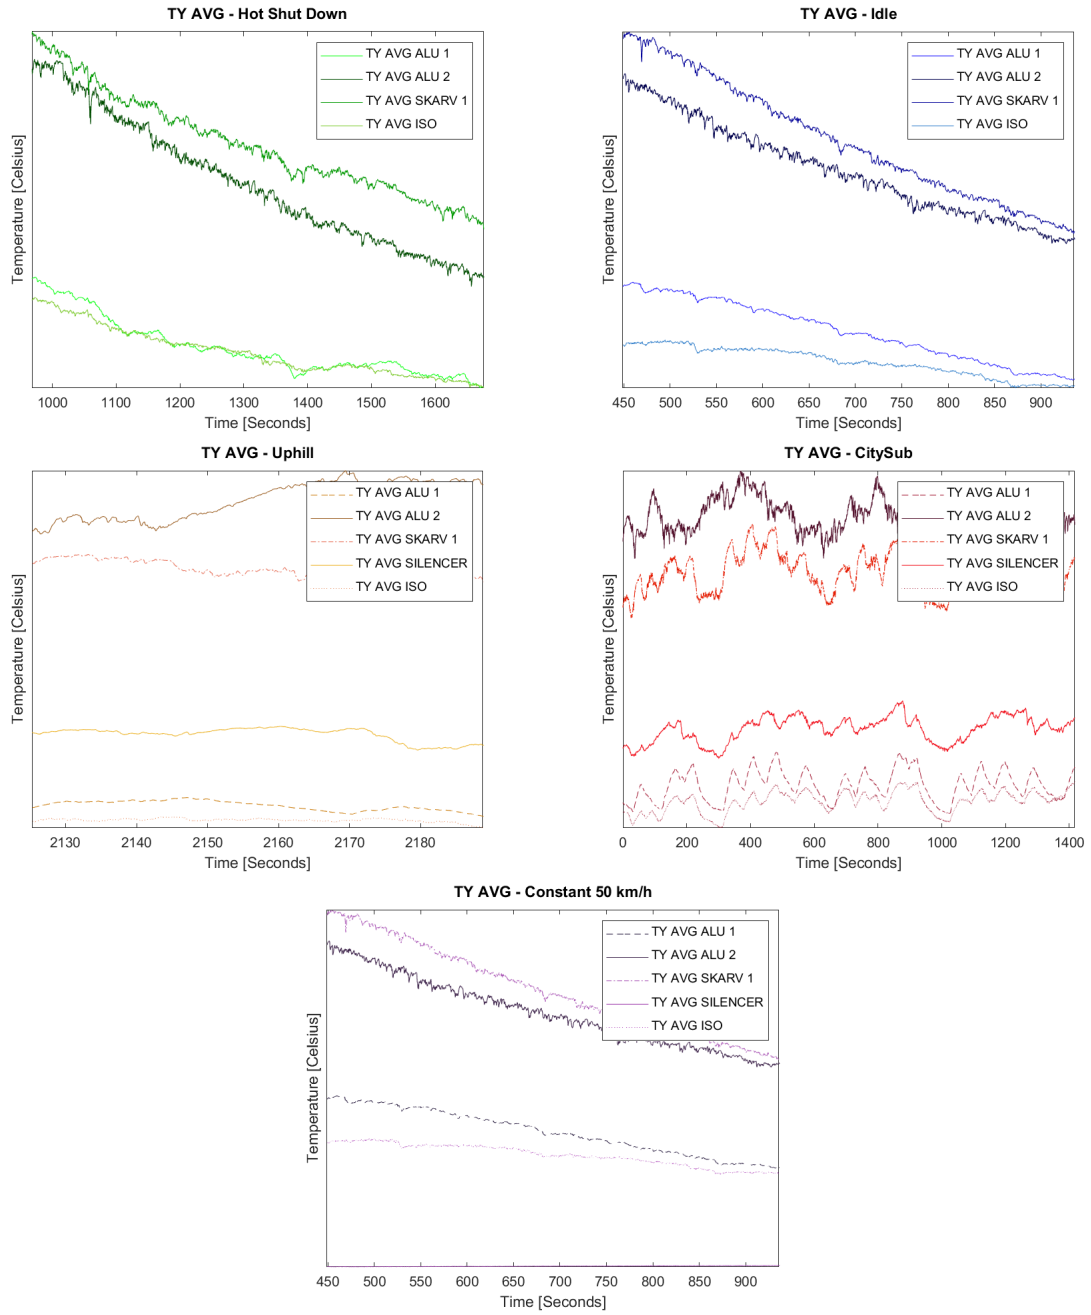 TY AVG - Hot Shut Down
TY AVG ALU 1
TY AVG ALU 2
TY AVG SKARV 1
TY AVG ISO
Temperature [Celsius]
1000 1100 1200 1300 1400 1500 1600
Time [Seconds]
TY AVG - Idle
TY AVG ALU 1
TY AVG ALU 2
TY AVG SKARV 1
TY AVG ISO
Temperature [Celsius]
450 500 550 600 650 700 750 800 850 900
Time [Seconds]
TY AVG - Uphill
TY AVG ALU 1
TY AVG ALU 2
TY AVG SKARV 1
TY AVG SILENCER
TY AVG ISO
Temperature [Celsius]
2130 2140 2150 2160 2170 2180
Time [Seconds]
TY AVG - CitySub
TY AVG ALU 1
TY AVG ALU 2
TY AVG SKARV 1
TY AVG SILENCER
TY AVG ISO
Temperature [Celsius]
0 200 400 600 800 1000 1200 1400
Time [Seconds]
TY AVG - Constant 50 km/h
TY AVG ALU 1
TY AVG ALU 2
TY AVG SKARV 1
TY AVG SILENCER
TY AVG ISO
Temperature [Celsius]
450 500 550 600 650 700 750 800 850 900
Time [Seconds]